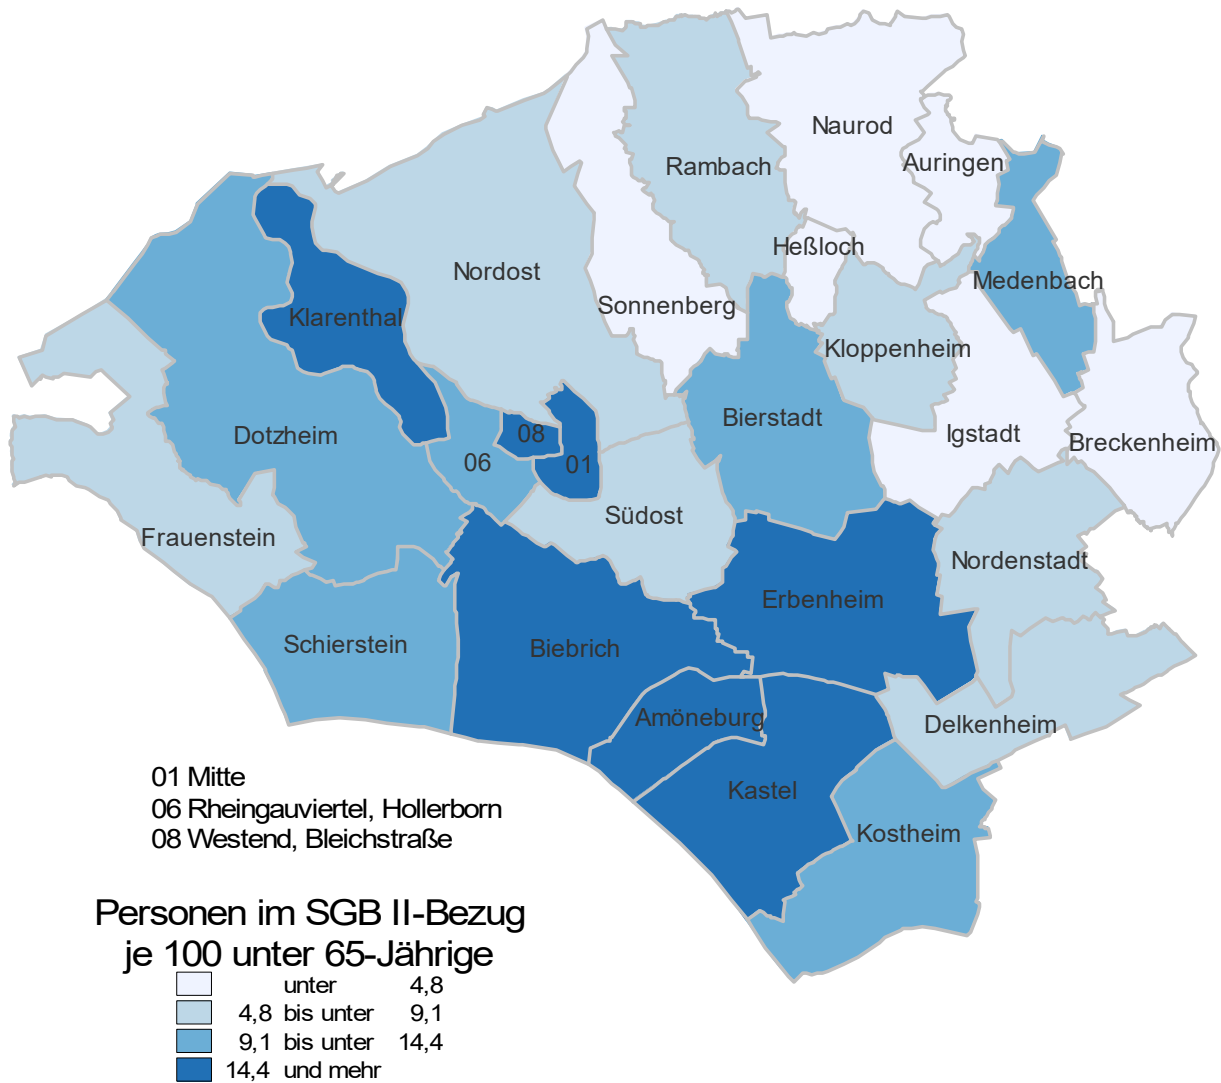 Naurod
Auringen
Rambach
Heßloch
Nordost
Medenbach
Sonnenberg
Klarenthal
Kloppenheim
Bierstadt
Dotzheim
08
Igstadt
Breckenheim
06
01
Südost
Frauenstein
Nordenstadt
Erbenheim
Schierstein
Biebrich
Amöneburg
Delkenheim
Kastel
Kostheim
01 Mitte
06 Rheingauviertel, Hollerborn
08 Westend, Bleichstraße
Personen im SGB II-Bezug
je 100 unter 65-Jährige
unter 4,8
4,8 bis unter 9,1
9,1 bis unter 14,4
14,4 und mehr